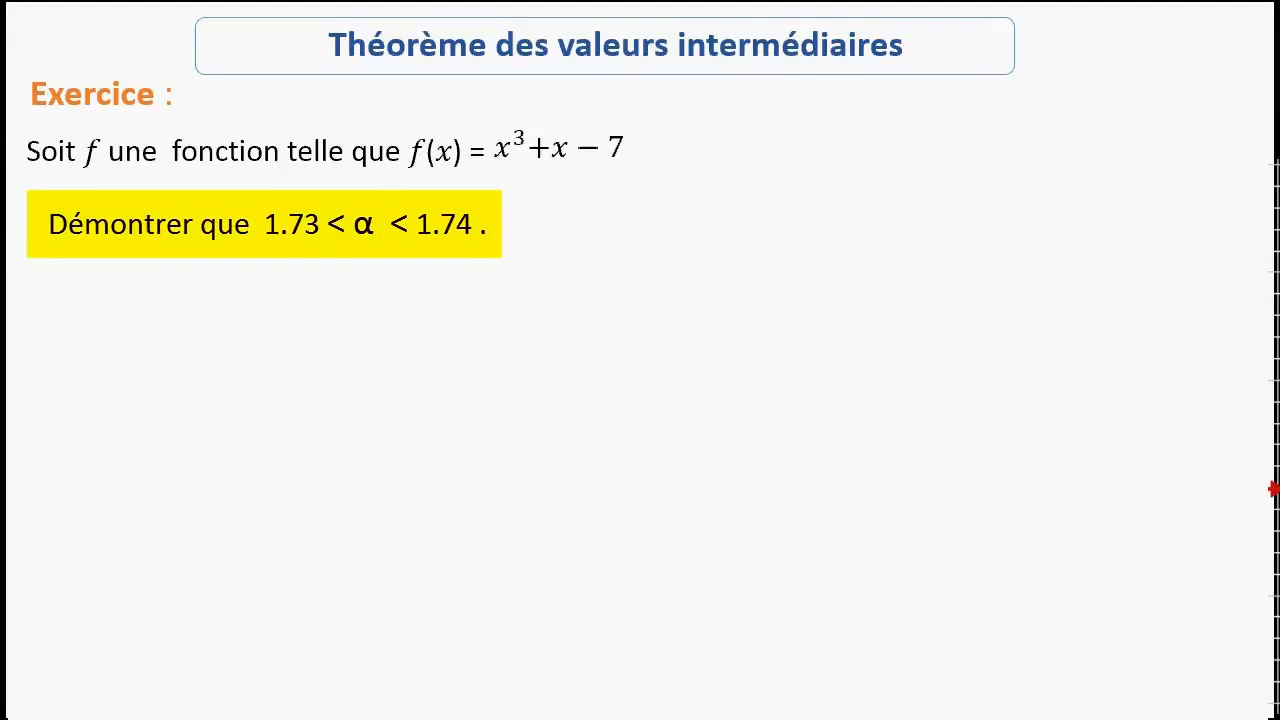 Théorème des valeurs intermédiaires
Exercice :
Soit f une fonction telle que f(x) = x³+x − 7
Démontrer que 1.73 < α < 1.74 .